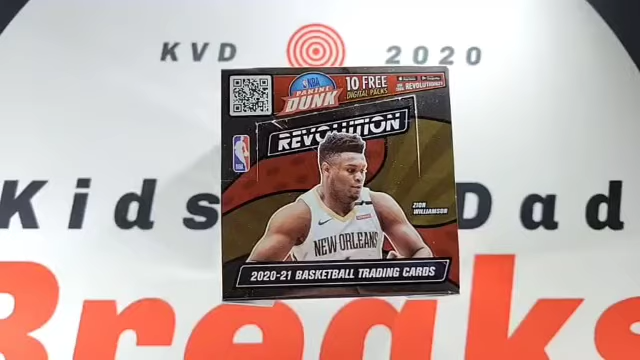 KVD 2020
NBA
PANINI
DUNK
10 FREE
DIGITAL PACKS
REVOLUTION
NBA
ZION
WILLIAMSON
Kids Dad
NEW ORLEANS
2020-21 BASKETBALL TRADING CARDS
Breaks